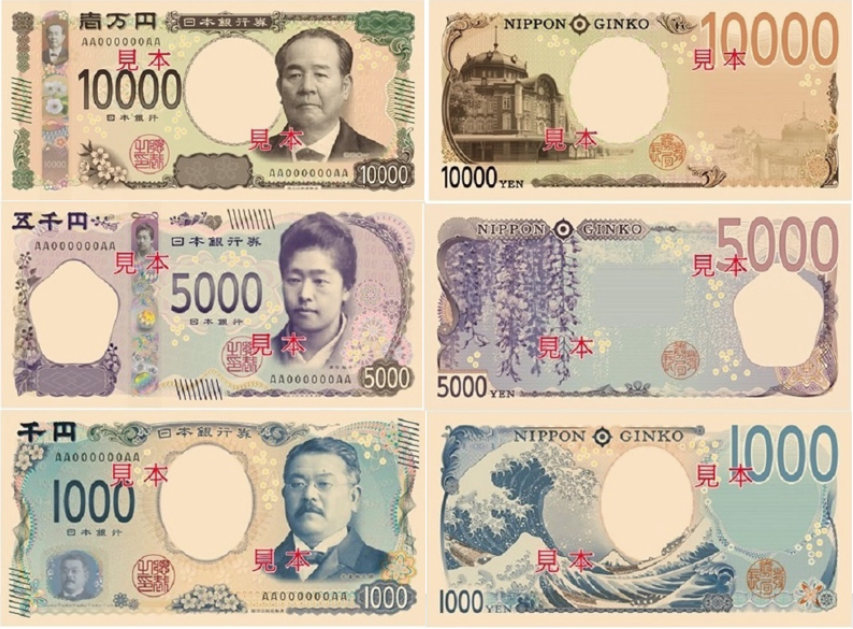 壱万円
日本銀行券
AA000000AA
見本
10000
日本銀行
見本
AA000000AA
10000
NIPPON GINKO
10000
見本
見本
10000 YEN
五千円
日本銀行券
AA000000AA
見本
5000
日本銀行
見本
AA000000AA
5000
NIPPON GINKO
5000
見本
見本
5000 YEN
千円
日本銀行券
AA000000AA
見本
1000
日本銀行
見本
AA000000AA
1000
NIPPON GINKO
1000
見本
見本
1000 YEN